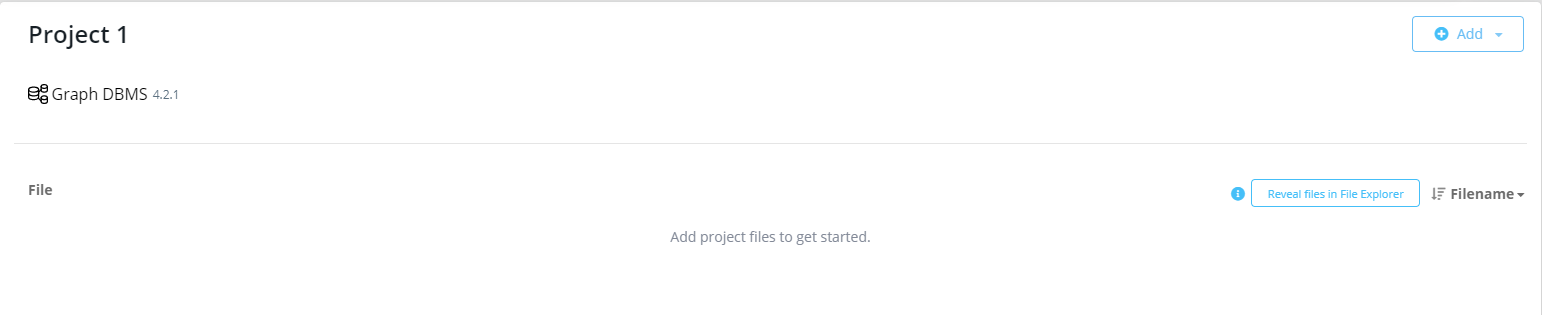 Project 1
Add
Graph DBMS 4.2.1
File
Reveal files in File Explorer
Filename
Add project files to get started.